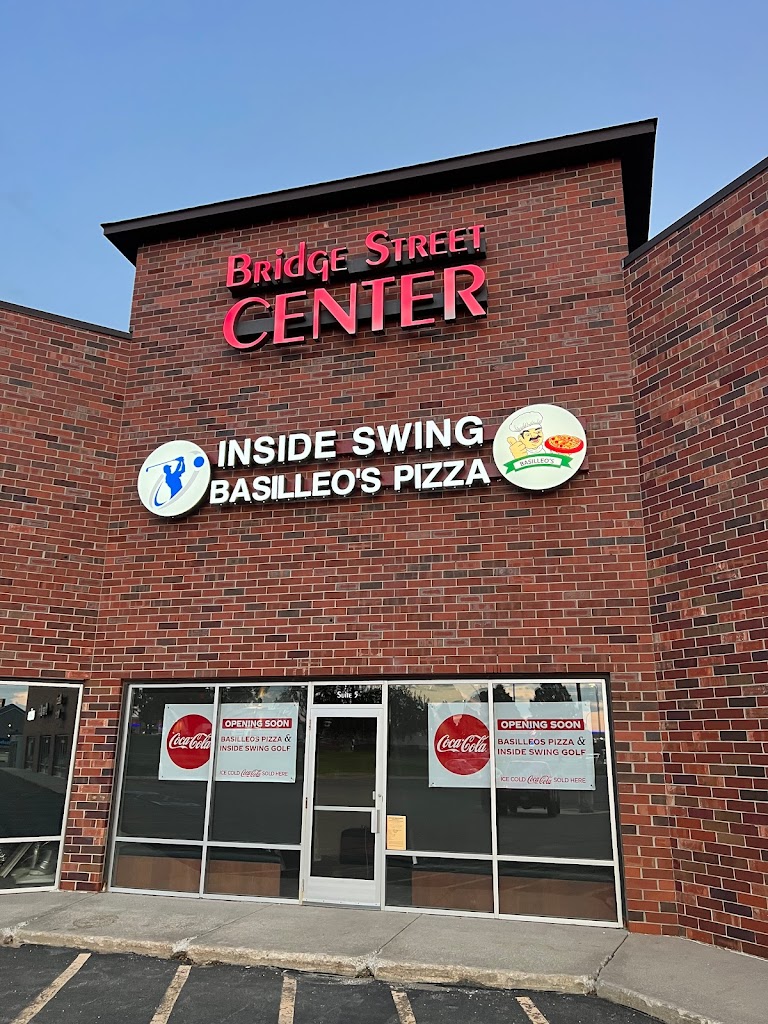 Bridge Street
CENTER
INSIDE SWING
BASILLEO'S PIZZA
BASILLEO'S
Suite 5
Coca-Cola
OPENING SOON
BASILLEOS PIZZA &
INSIDE SWING GOLF
ICE COLD Coca-Cola SOLD HERE
Coca-Cola
OPENING SOON
BASILLEOS PIZZA &
INSIDE SWING GOLF
ICE COLD Coca-Cola SOLD HERE